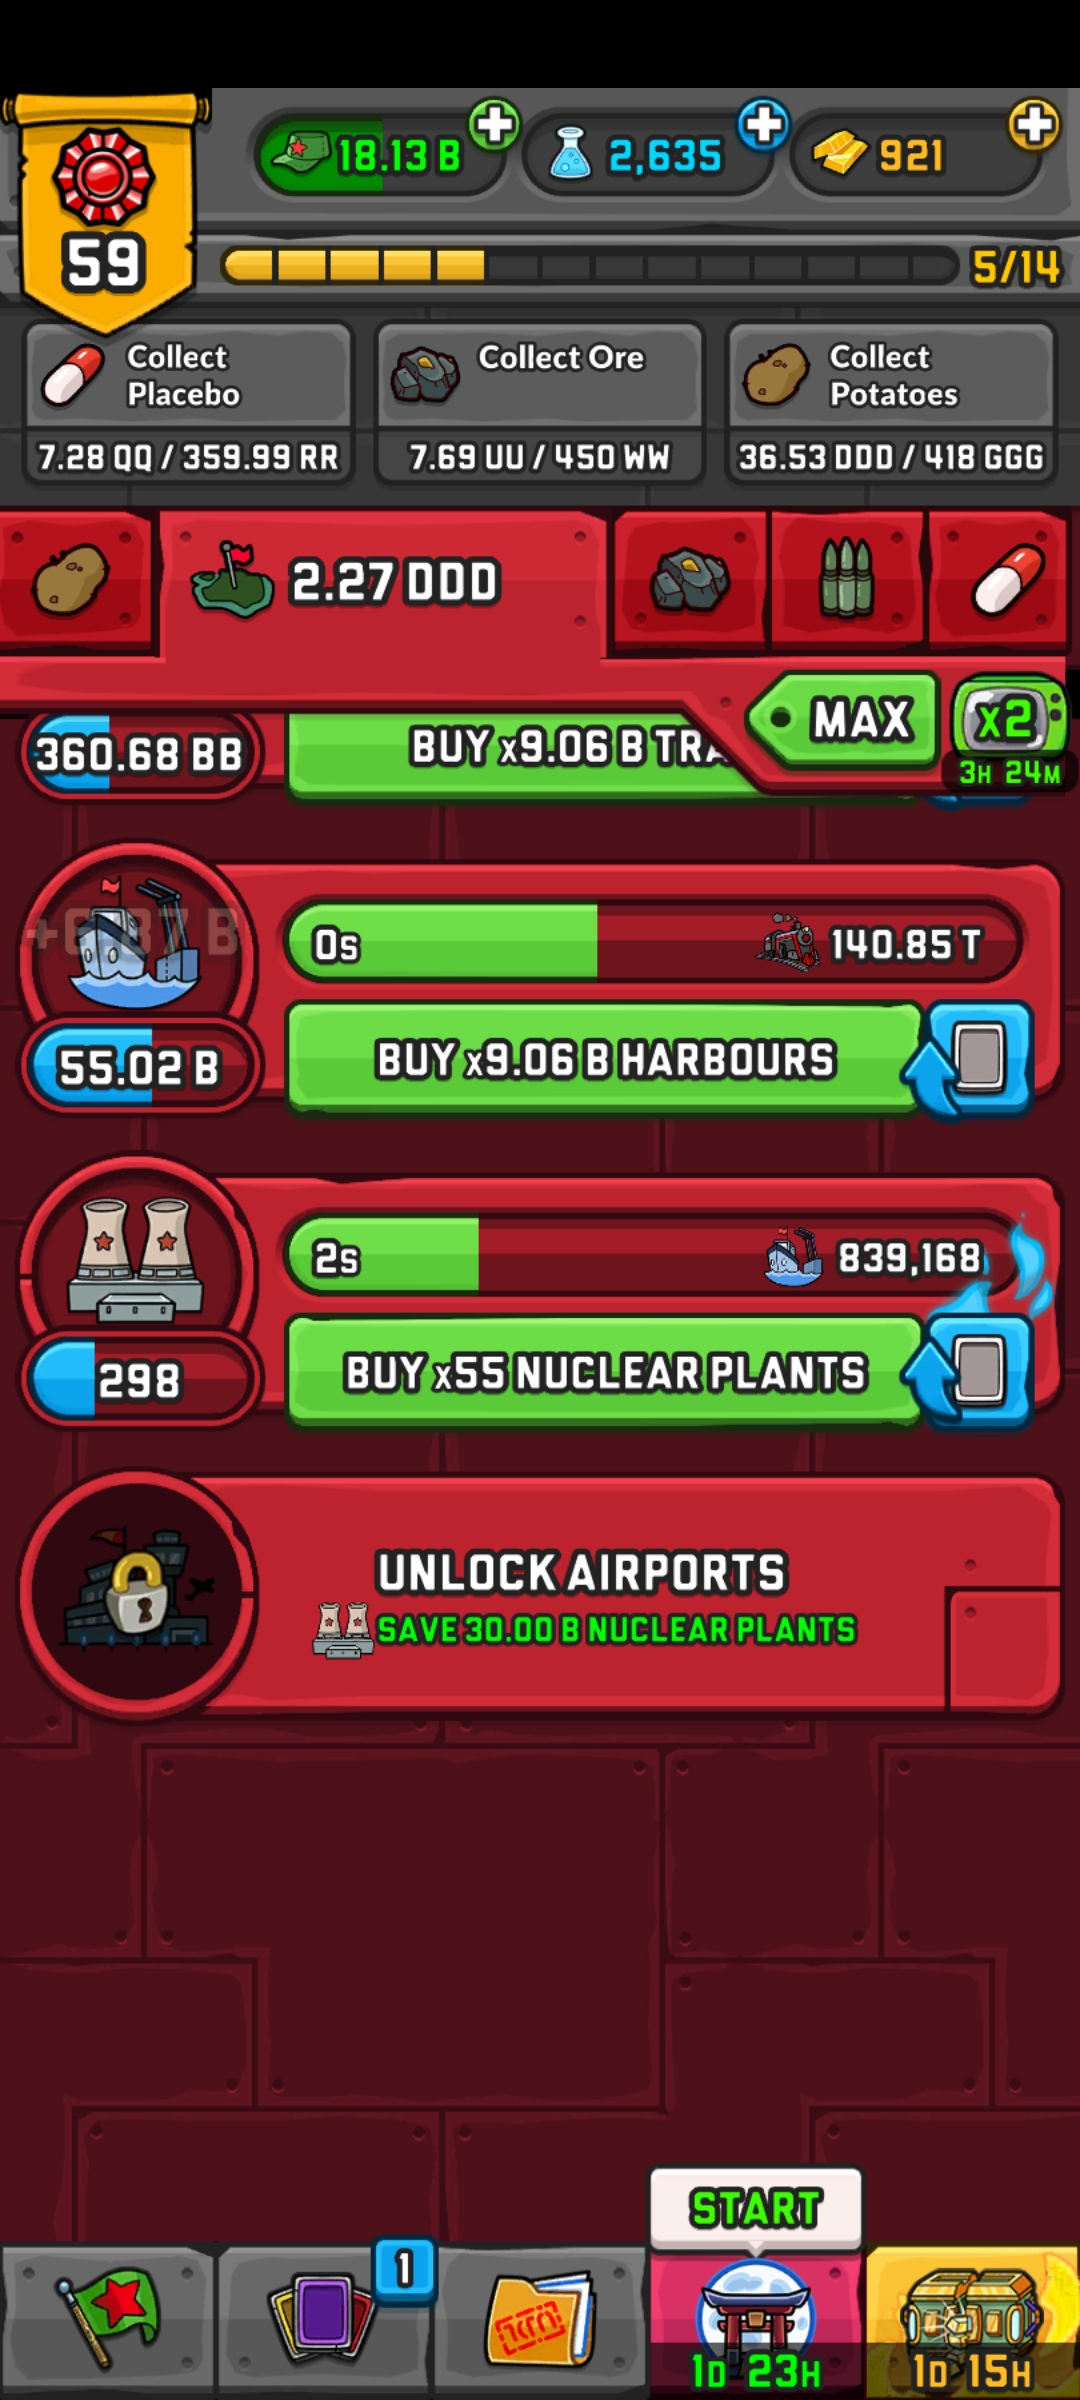 18.13 B
2,635
921
59
5/14
Collect
Placebo
7.28 QQ / 359.99 RR
Collect Ore
7.69 UU / 450 WW
Collect
Potatoes
36.53 DDD / 418 GGG
2.27 DDD
MAX
x2
3H 24M
360.68 BB
BUY x9.06 B
0s
140.85 T
55.02 B
BUY x9.06 B HARBOURS
2s
839,168
298
BUY x55 NUCLEAR PLANTS
UNLOCK AIRPORTS
SAVE 30.00 B NUCLEAR PLANTS
START
1
1D 23H
1D 15H